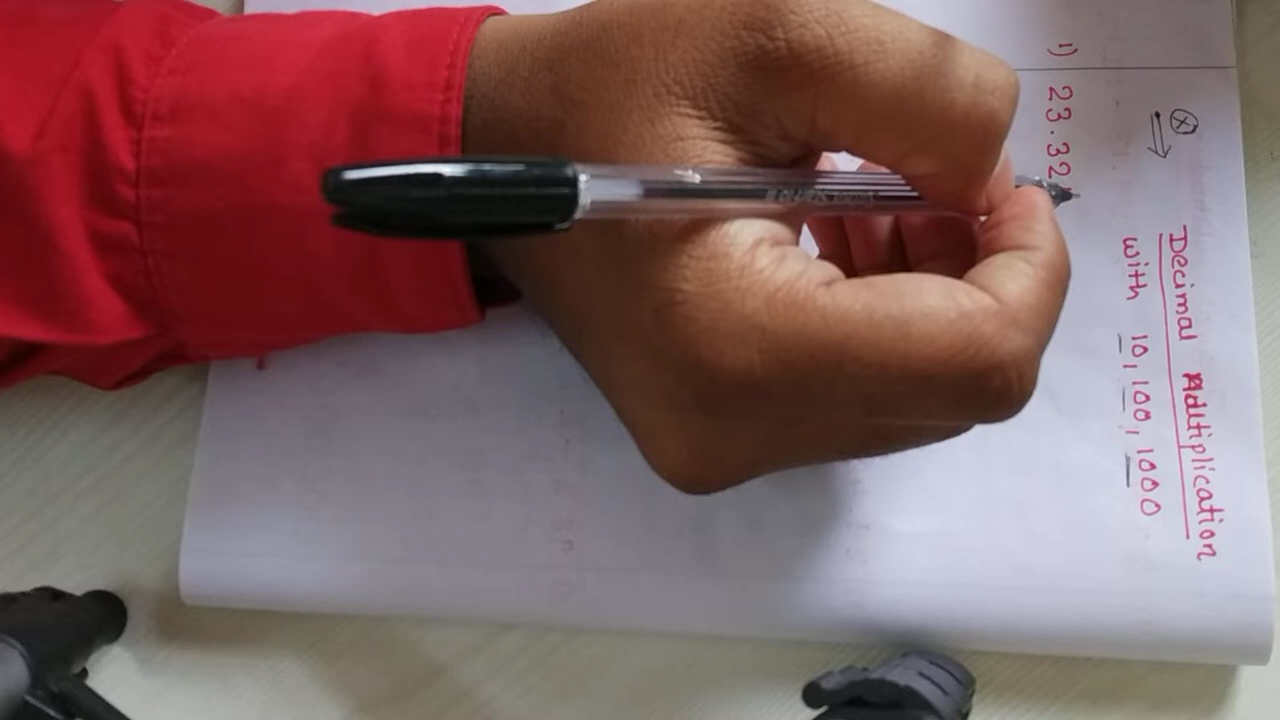 ⓧ ⇒ Decimal Multiplication
with 10, 100, 1000
1) 23.32